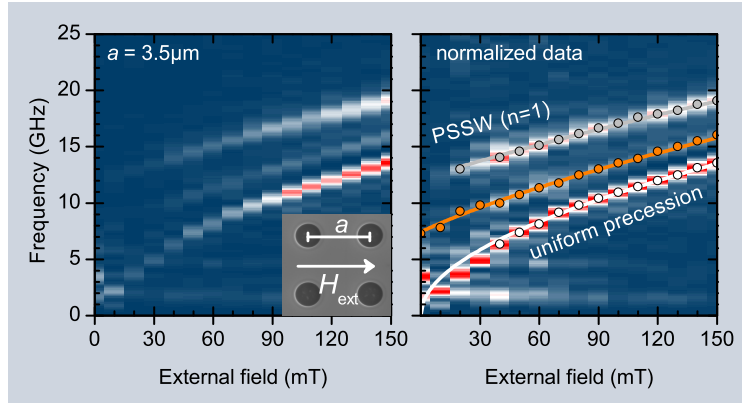 a = 3.5µm
normalized data
25
20
15
10
5
0
Frequency (GHz)
PSSW (n=1)
uniform precession
a
H ext
0 30 60 90 120 150
30 60 90 120 150
External field (mT)
External field (mT)